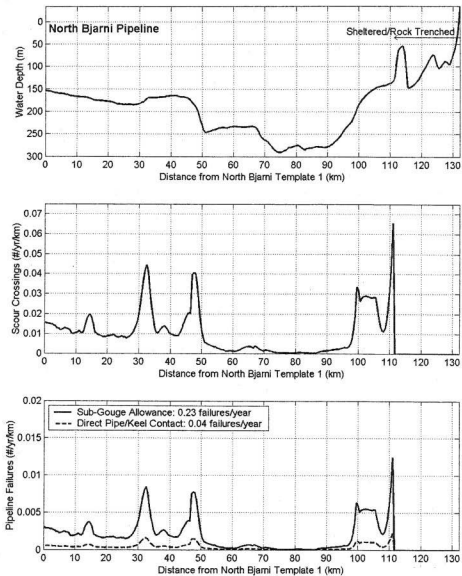 North Bjarni Pipeline
Sheltered/Rock Trenched
Water Depth (m)
0
50
100
150
200
250
300
0 10 20 30 40 50 60 70 80 90 100 110 120 130
Distance from North Bjarni Template 1 (km)
Scour Crossings (#/yr/km)
0.07
0.06
0.05
0.04
0.03
0.02
0.01
0
0 10 20 30 40 50 60 70 80 90 100 110 120 130
Distance from North Bjarni Template 1 (km)
Pipeline Failures (#/yr/km)
0.02
0.015
0.01
0.005
0
Sub-Gouge Allowance: 0.23 failures/year
Direct Pipe/Keel Contact: 0.04 failures/year
0 10 20 30 40 50 60 70 80 90 100 110 120 130
Distance from North Bjarni Template 1 (km)